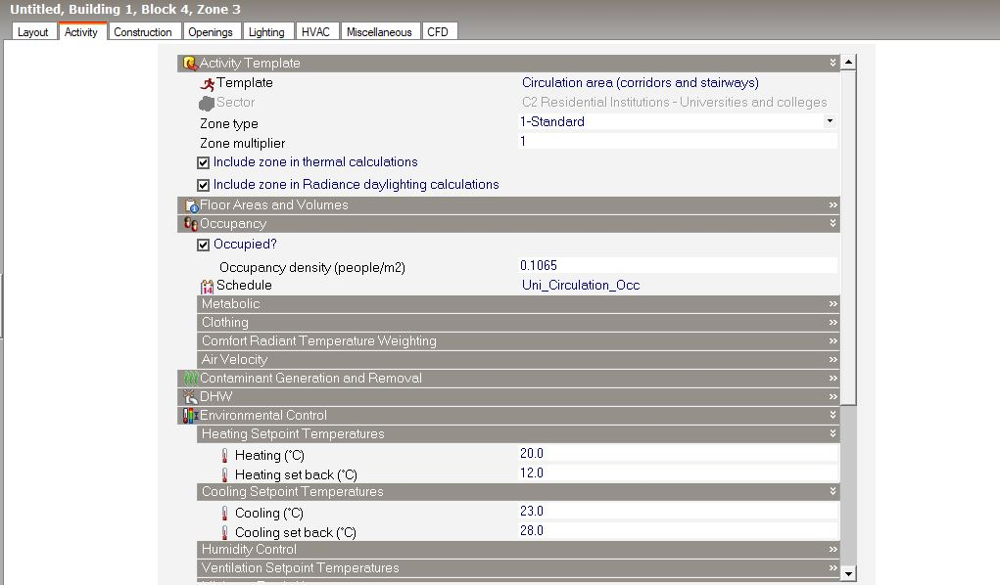 Untitled, Building 1, Block 4, Zone 3
Layout Activity Construction Openings Lighting HVAC Miscellaneous CFD
Activity Template
Template Circulation area (corridors and stairways)
Sector C2 Residential Institutions - Universities and colleges
Zone type 1-Standard
Zone multiplier 1
Include zone in thermal calculations
Include zone in Radiance daylighting calculations
Floor Areas and Volumes
Occupancy
Occupied?
Occupancy density (people/m2) 0.1065
Schedule Uni_Circulation_Occ
Metabolic
Clothing
Comfort Radiant Temperature Weighting
Air Velocity
Contaminant Generation and Removal
DHW
Environmental Control
Heating Setpoint Temperatures
Heating (°C) 20.0
Heating set back (°C) 12.0
Cooling Setpoint Temperatures
Cooling (°C) 23.0
Cooling set back (°C) 28.0
Humidity Control
Ventilation Setpoint Temperatures